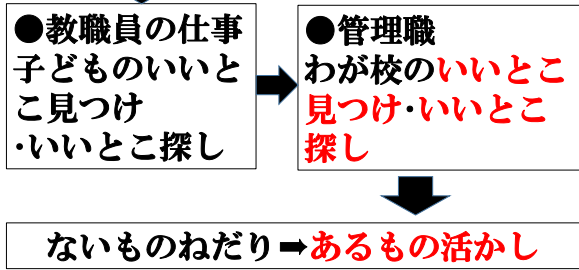 ●教職員の仕事
子どものいいと
こ見つけ
・いいとこ探し
●管理職
わが校のいいとこ
見つけ・いいとこ
探し
ないものねだり➡あるもの活かし